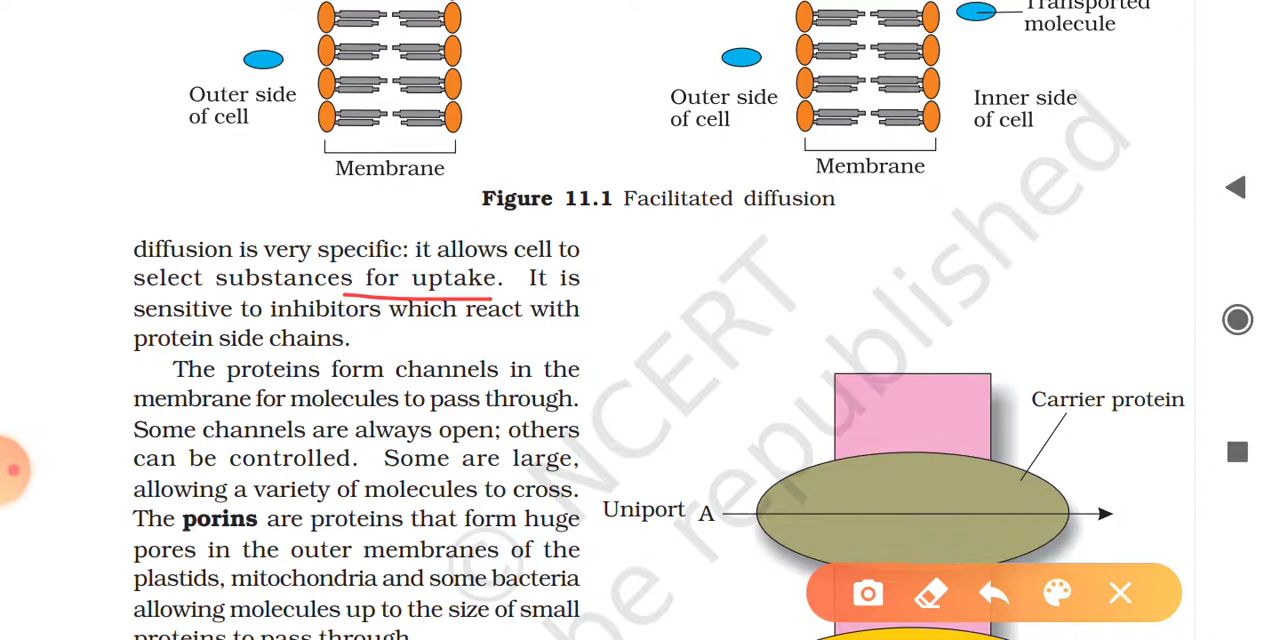 Transported
molecule
Outer side
of cell
Outer side
of cell
Inner side
of cell
Membrane
Membrane
Figure 11.1 Facilitated diffusion
diffusion is very specific: it allows cell to
select substances for uptake. It is
sensitive to inhibitors which react with
protein side chains.
The proteins form channels in the
membrane for molecules to pass through.
Some channels are always open; others
can be controlled. Some are large,
allowing a variety of molecules to cross.
The porins are proteins that form huge
pores in the outer membranes of the
plastids, mitochondria and some bacteria
allowing molecules up to the size of small
proteins to pass through.
Carrier protein
Uniport A
© NCERT
be republished